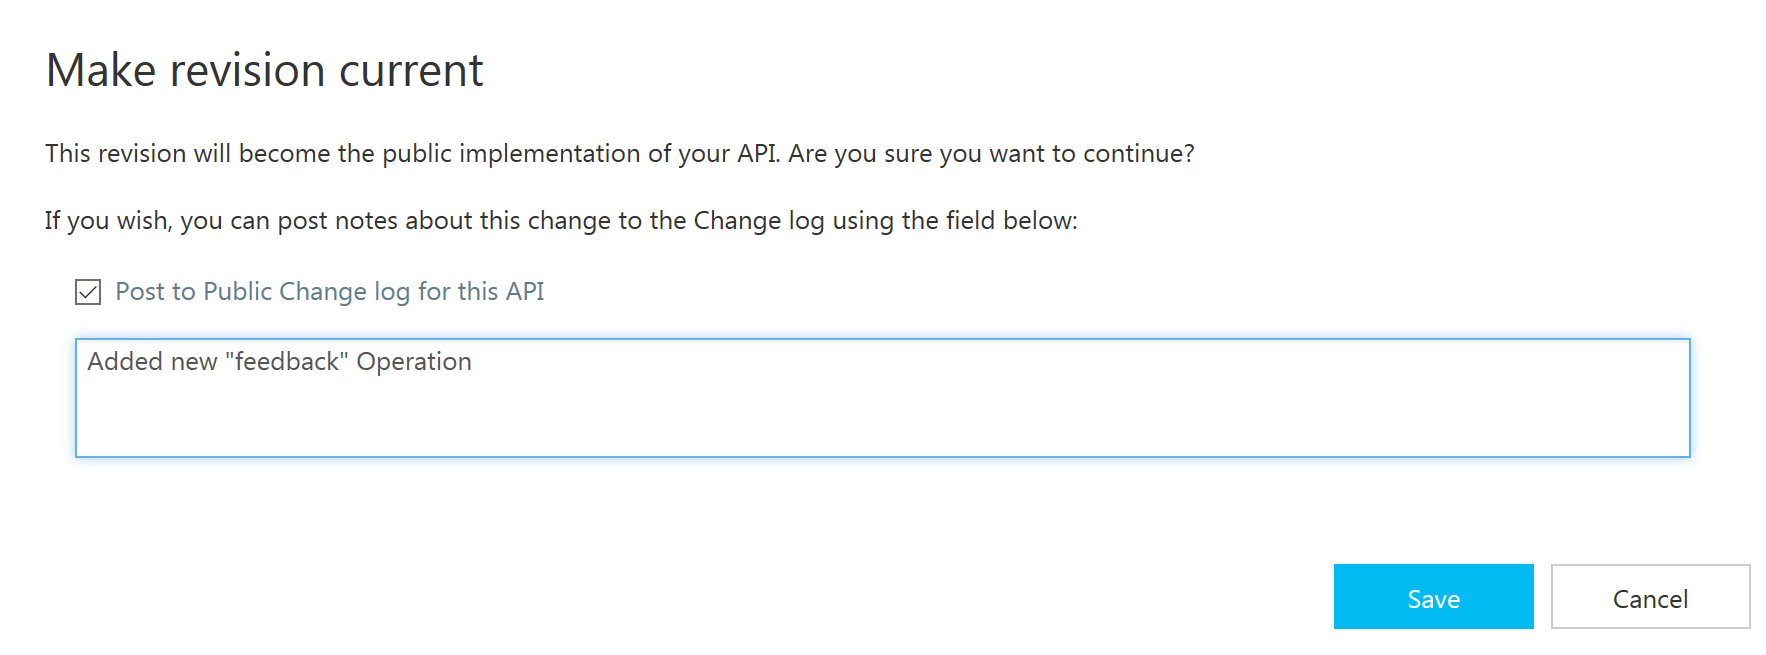 Make revision current
This revision will become the public implementation of your API. Are you sure you want to continue?
If you wish, you can post notes about this change to the Change log using the field below:
Post to Public Change log for this API
Added new "feedback" Operation
Save
Cancel